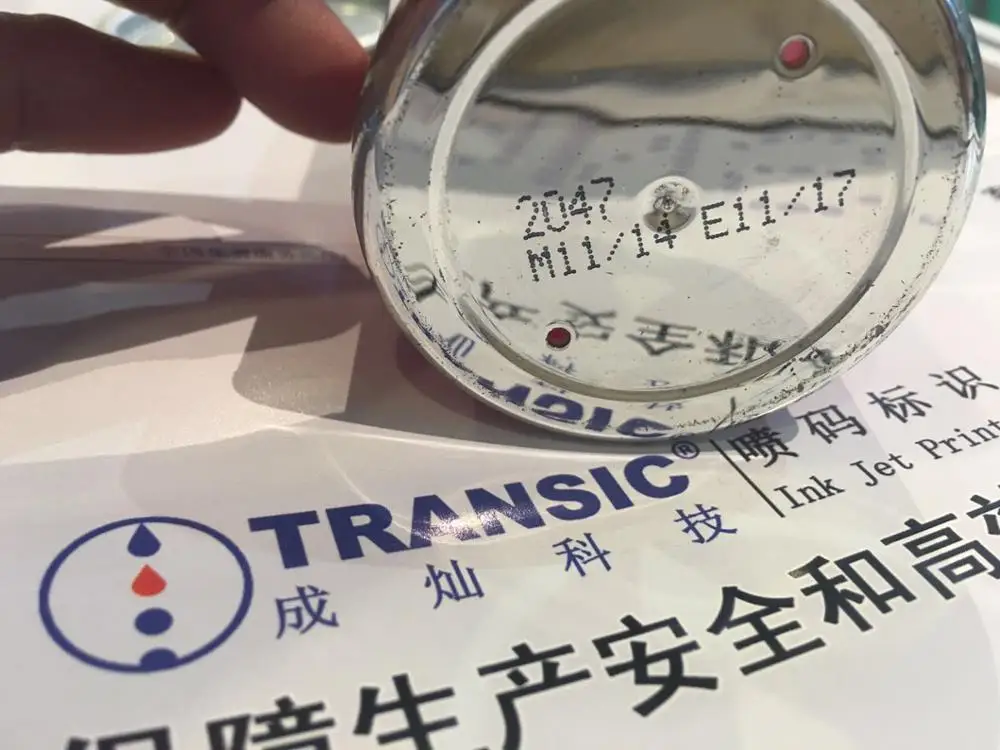 2047
M11/14 E11/17
TRANSIC® 喷码标识
成灿科技 Ink Jet Print
保障生产安全和高效